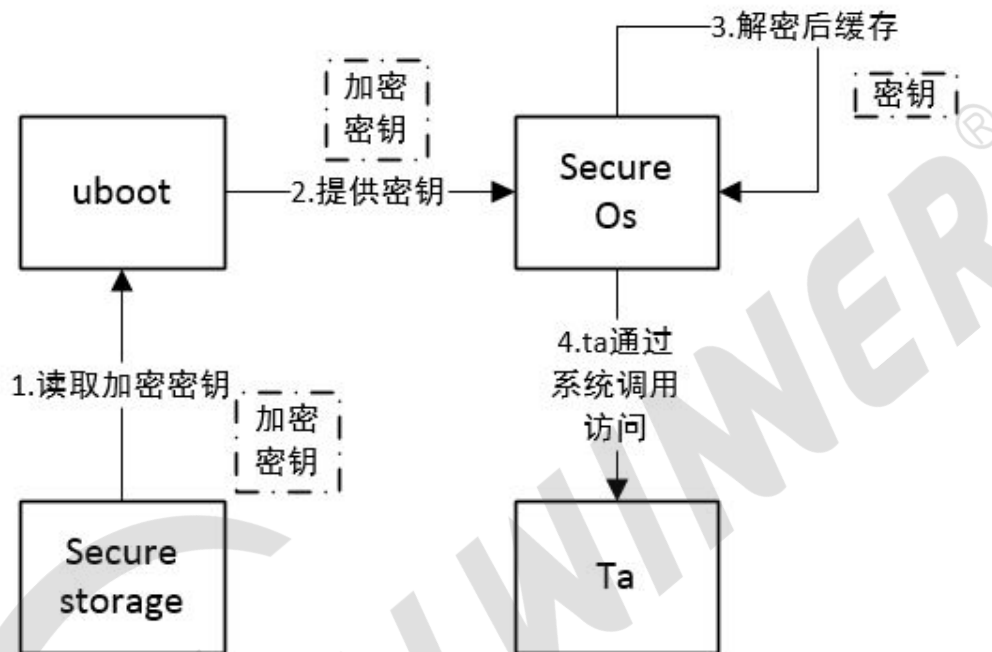 3.解密后缓存
加密
密钥
密钥
uboot
2.提供密钥
Secure
Os
1.读取加密密钥
加密
密钥
4.ta通过
系统调用
访问
Secure
storage
Ta
WINER®